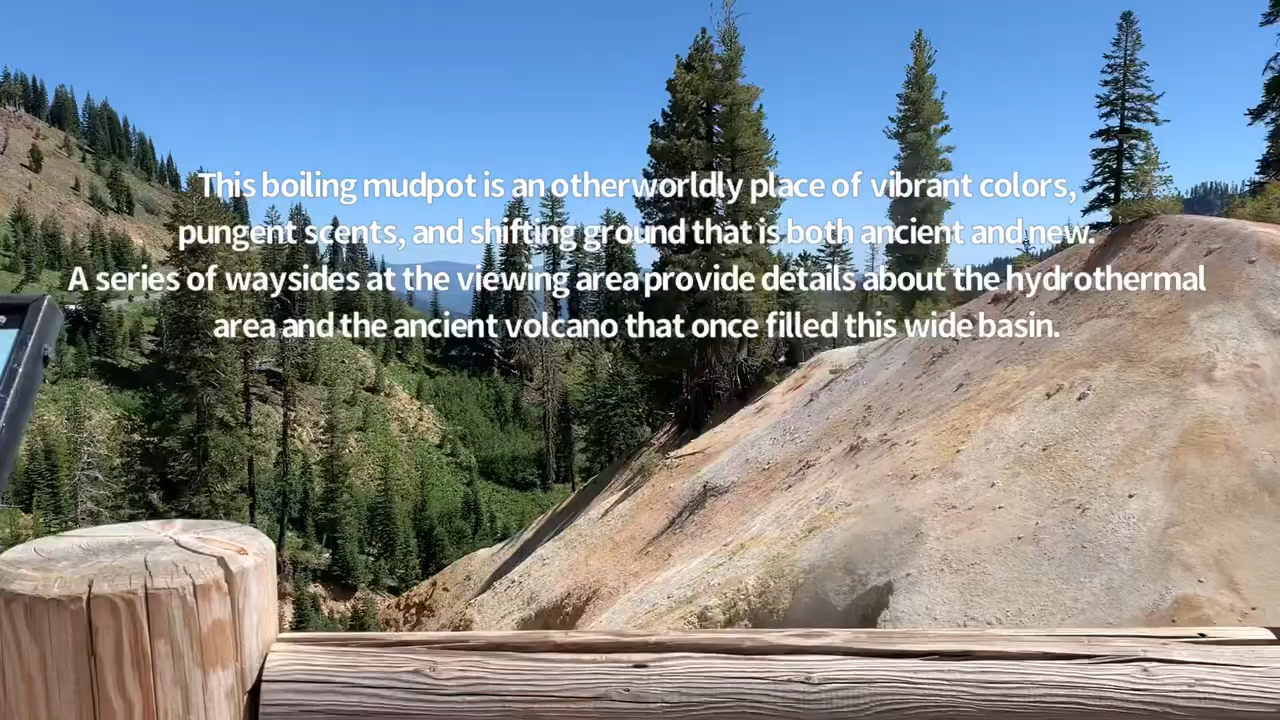 This boiling mudpot is an otherworldly place of vibrant colors,
pungent scents, and shifting ground that is both ancient and new.
A series of waysides at the viewing area provide details about the hydrothermal
area and the ancient volcano that once filled this wide basin.